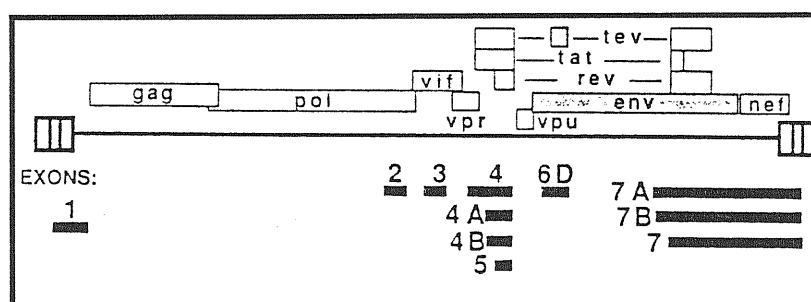 tev
tat
vif rev
gag pol env nef
vpr vpu
EXONS: 2 3 4 6D 7A
1 4A 7B
4B 7
5